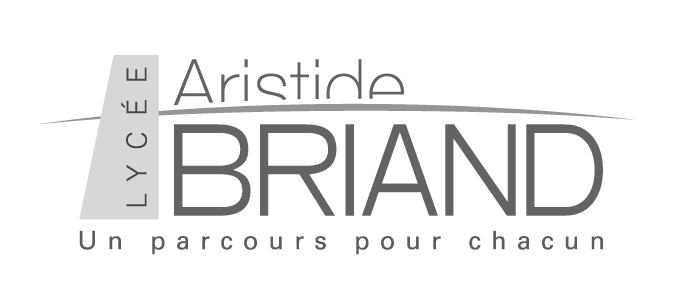 LYCÉE
Aristide
BRIAND
Un parcours pour chacun